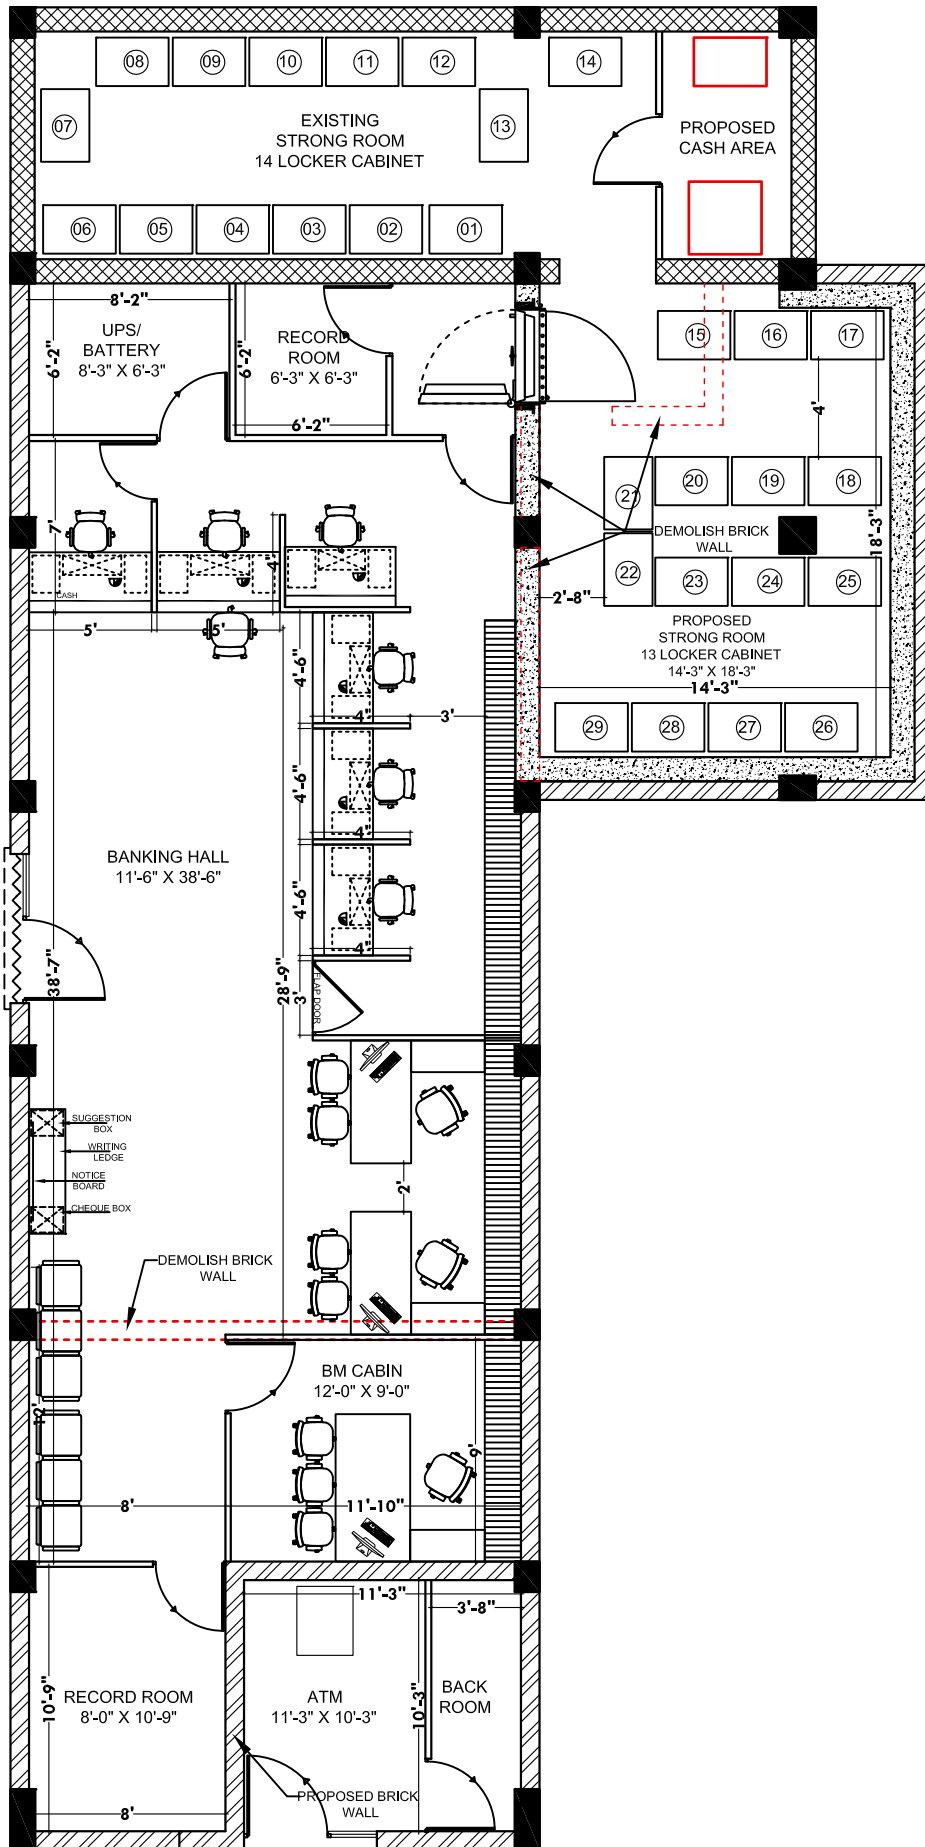 08
09
10
11
12
14
07
EXISTING
STRONG ROOM
14 LOCKER CABINET
13
PROPOSED
CASH AREA
06
05
04
03
02
01
8'-2"
UPS/
BATTERY
8'-3" X 6'-3"
6'-2"
RECORD
ROOM
6'-3" X 6'-3"
6'-2"
6'-2"
15
16
17
4'
21
20
19
18
DEMOLISH BRICK
WALL
18'-3"
22
23
24
25
2'-8"
PROPOSED
STRONG ROOM
13 LOCKER CABINET
14'-3" X 18'-3"
14'-3"
29
28
27
26
7'
4'
CASH
5'
5'
4'-6"
4'
3'
4'-6"
4'
4'-6"
4'
BANKING HALL
11'-6" X 38'-6"
38'-7"
28'-9"
3'
FLAP DOOR
SUGGESTION
BOX
WRITING
LEDGE
NOTICE
BOARD
CHEQUE BOX
2'
DEMOLISH BRICK
WALL
BM CABIN
12'-0" X 9'-0"
12'
9'
8'
11'-10"
11'-3"
3'-8"
10'-9"
RECORD ROOM
8'-0" X 10'-9"
ATM
11'-3" X 10'-3"
10'-3"
BACK
ROOM
PROPOSED BRICK
WALL
8'